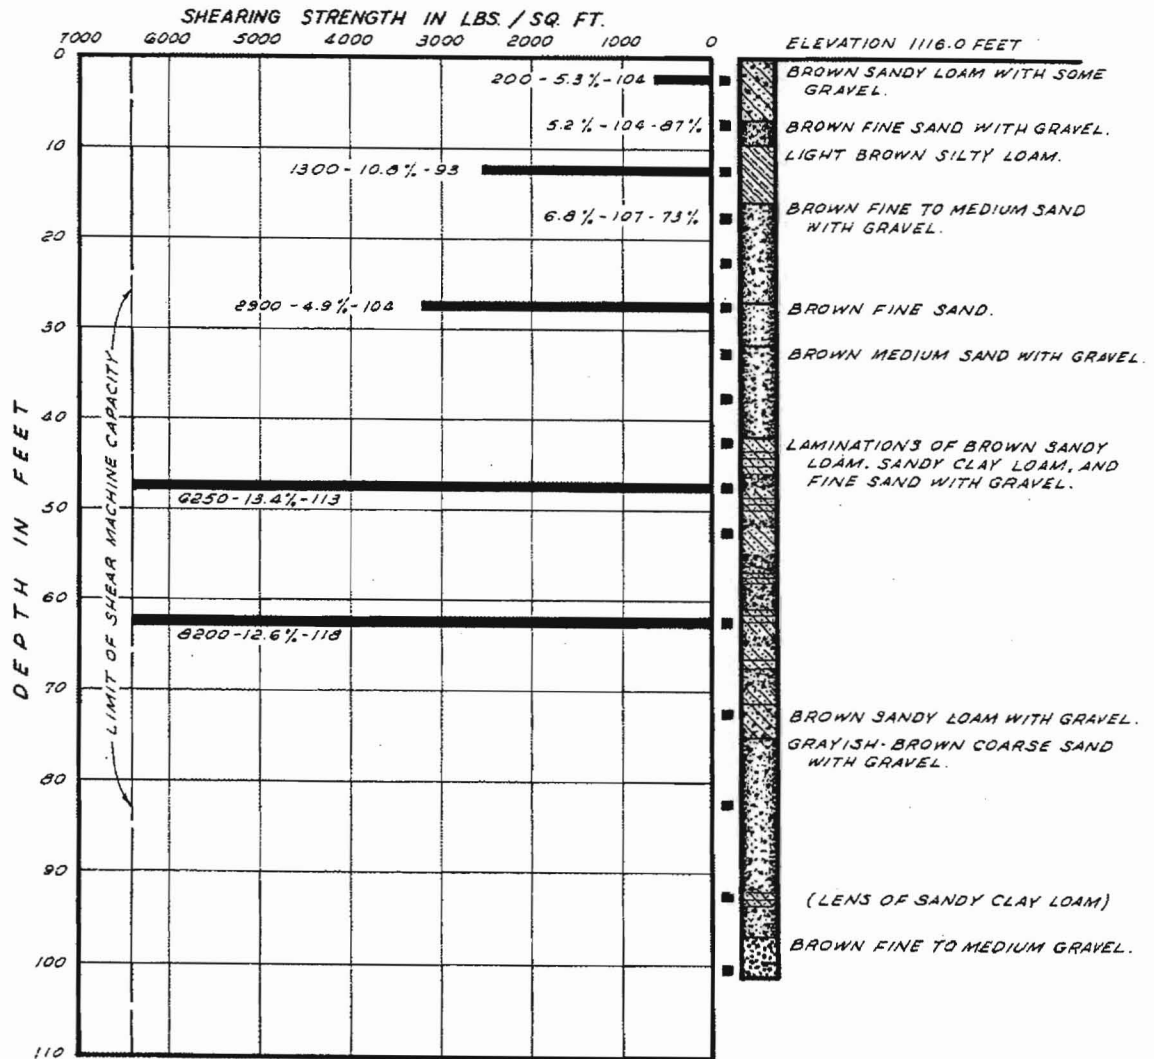 SHEARING STRENGTH IN LBS. / SQ. FT.
7000 6000 5000 4000 3000 2000 1000 0
ELEVATION 1116.0 FEET
0
200-5.3%-104
BROWN SANDY LOAM WITH SOME
GRAVEL.
5.2%-104-87%
BROWN FINE SAND WITH GRAVEL.
10
1300-10.8%-93
LIGHT BROWN SILTY LOAM.
6.8%-107-73%
BROWN FINE TO MEDIUM SAND
WITH GRAVEL.
20
2900-4.9%-104
BROWN FINE SAND.
30
BROWN MEDIUM SAND WITH GRAVEL.
40
LAMINATIONS OF BROWN SANDY
LOAM. SANDY CLAY LOAM, AND
FINE SAND WITH GRAVEL.
6250-13.4%-113
50
60
8200-12.6%-118
70
BROWN SANDY LOAM WITH GRAVEL.
GRAYISH-BROWN COARSE SAND
WITH GRAVEL.
80
90
(LENS OF SANDY CLAY LOAM)
BROWN FINE TO MEDIUM GRAVEL.
100
110
DEPTH IN FEET
LIMIT OF SHEAR MACHINE CAPACITY